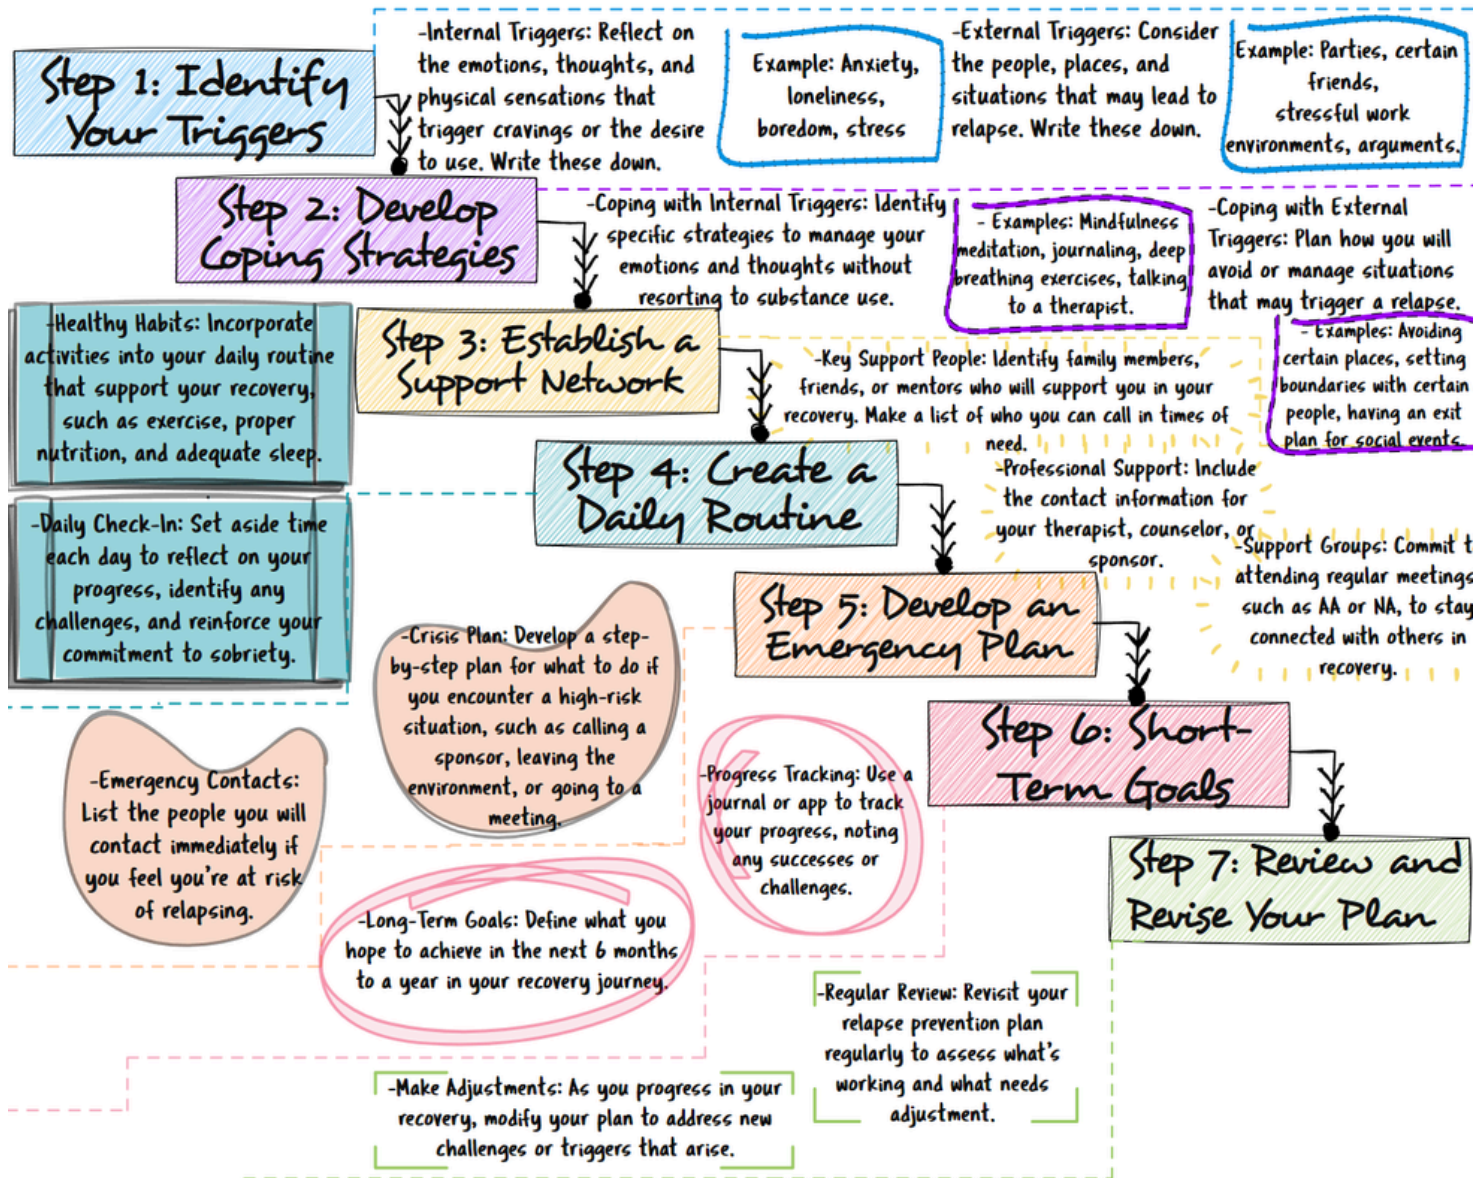 Step 1: Identify
Your Triggers
-Internal Triggers: Reflect on
the emotions, thoughts, and
physical sensations that
trigger cravings or the desire
to use. Write these down.
Example: Anxiety,
loneliness,
boredom, stress
-External Triggers: Consider
the people, places, and
situations that may lead to
relapse. Write these down.
Example: Parties, certain
friends,
stressful work
environments, arguments.
Step 2: Develop
Coping Strategies
-Coping with Internal Triggers: Identify
specific strategies to manage your
emotions and thoughts without
resorting to substance use.
- Examples: Mindfulness
meditation, journaling, deep
breathing exercises, talking
to a therapist.
-Coping with External
Triggers: Plan how you will
avoid or manage situations
that may trigger a relapse.
- Examples: Avoiding
certain places, setting
boundaries with certain
people, having an exit
plan for social events.
Step 3: Establish a
Support Network
-Key Support People: Identify family members,
friends, or mentors who will support you in your
recovery. Make a list of who you can call in times of
need.
-Professional Support: Include
the contact information for
your therapist, counselor, or
sponsor.
-Support Groups: Commit t
attending regular meetings
such as AA or NA, to stay
connected with others in
recovery.
Step 4: Create a
Daily Routine
-Healthy Habits: Incorporate
activities into your daily routine
that support your recovery,
such as exercise, proper
nutrition, and adequate sleep.
-Daily Check-In: Set aside time
each day to reflect on your
progress, identify any
challenges, and reinforce your
commitment to sobriety.
Step 5: Develop an
Emergency Plan
-Crisis Plan: Develop a step-
by-step plan for what to do if
you encounter a high-risk
situation, such as calling a
sponsor, leaving the
environment, or going to a
meeting.
-Emergency Contacts:
List the people you will
contact immediately if
you feel you're at risk
of relapsing.
Step 6: Short-
Term Goals
-Progress Tracking: Use a
journal or app to track
your progress, noting
any successes or
challenges.
-Long-Term Goals: Define what you
hope to achieve in the next 6 months
to a year in your recovery journey.
Step 7: Review and
Revise Your Plan
-Regular Review: Revisit your
relapse prevention plan
regularly to assess what's
working and what needs
adjustment.
-Make Adjustments: As you progress in your
recovery, modify your plan to address new
challenges or triggers that arise.